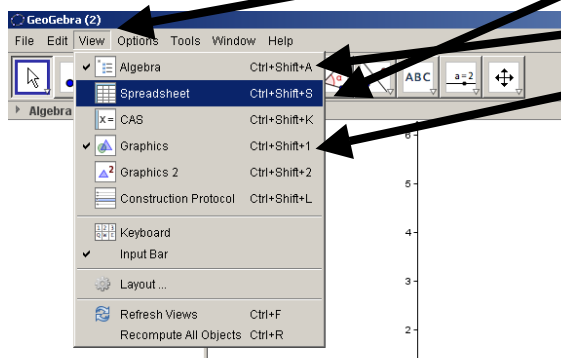 GeoGebra (2)
File Edit View Options Tools Window Help
ABC a=2
Algebra
Algebra Ctrl+Shift+A
Spreadsheet Ctrl+Shift+S
x= CAS Ctrl+Shift+K
Graphics Ctrl+Shift+1
2 Graphics 2 Ctrl+Shift+2
Construction Protocol Ctrl+Shift+L
Keyboard
Input Bar
Layout ...
Refresh Views Ctrl+F
Recompute All Objects Ctrl+R
6
5
4
3
2